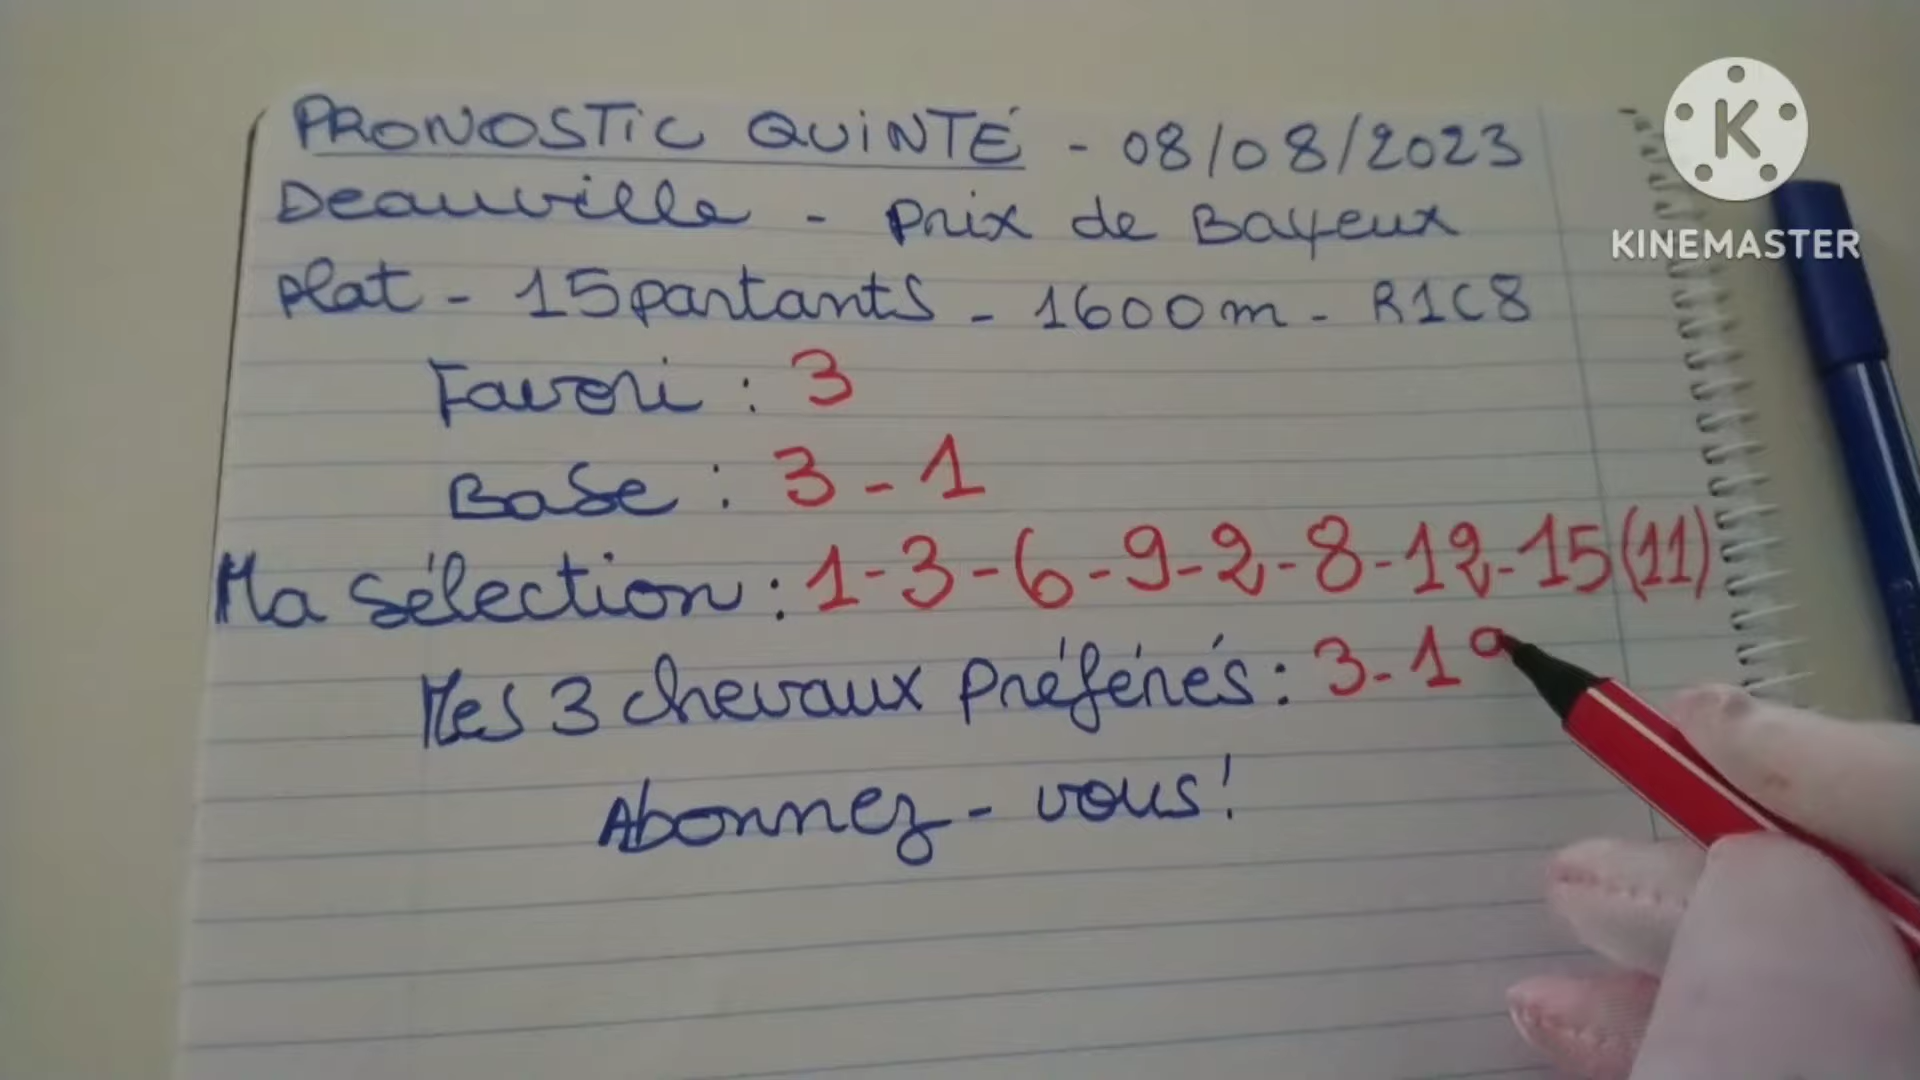 PRONOSTIC QUINTÉ - 08/08/2023
Deauville - Prix de Bayeux
Plat - 15 partants - 1600m - R1C8
Favori : 3
Base : 3 - 1
Ma sélection : 1-3-6-9-2-8-12-15 (11)
Mes 3 chevaux préférés : 3-1
Abonnez-vous!
K
KINEMASTER